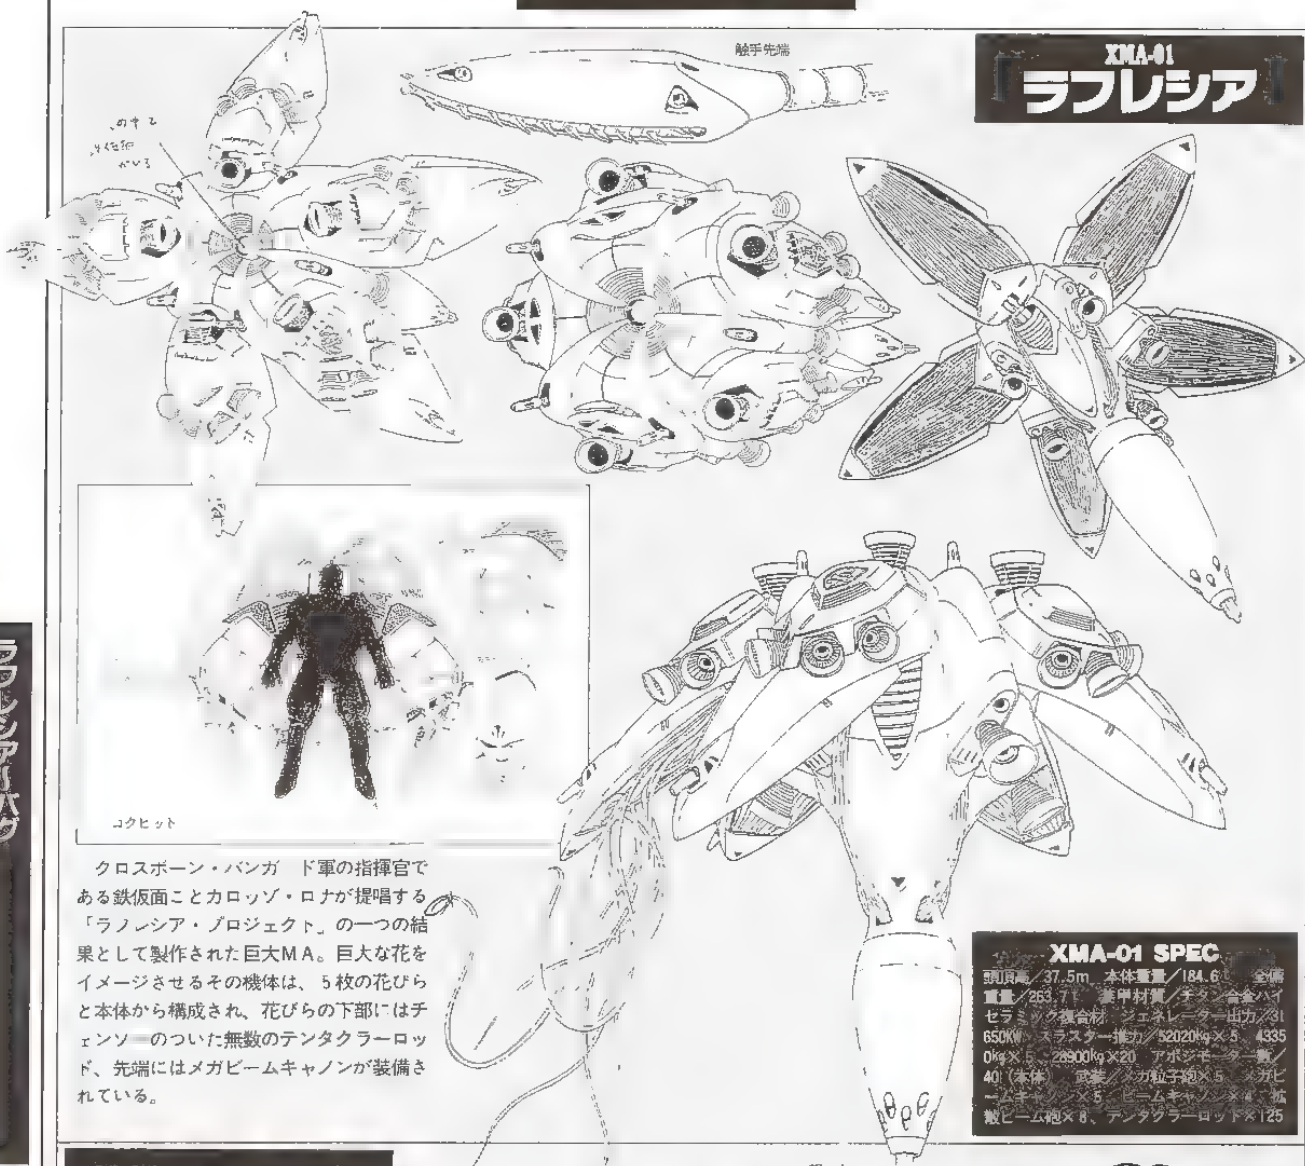 触手先端
XMA-01
ラフレシア
コクピット
クロスボーン・バンガ ド軍の指揮官で
ある鉄仮面ことカロッゾ・ロナが提唱する
「ラフレシア・プロジェクト」の一つの結
果として製作された巨大MA。巨大な花を
イメージさせるその機体は、5枚の花びら
と本体から構成され、花びらの下部にはチ
ェンソーのついた無数のテンタクラーロッ
ド、先端にはメガビームキャノンが装備さ
れている。
XMA-01 SPEC
頭頂高/37.5m 本体重量/184.6 全備
重量/263.7t 装甲材質/チタン合金ハイ
セラミック複合材 ジェネレーター出力/31
650KW スラスター推力/52020kg×5、4335
0kg×5、28900kg×20 アポジモーター数/
40(本体) 武装/メガ粒子砲×5、メガビ
ームキャノン×5、ビームキャノン×4、拡
散ビーム砲×8、テンタクラーロッド×125
ラフレシア〜バグ